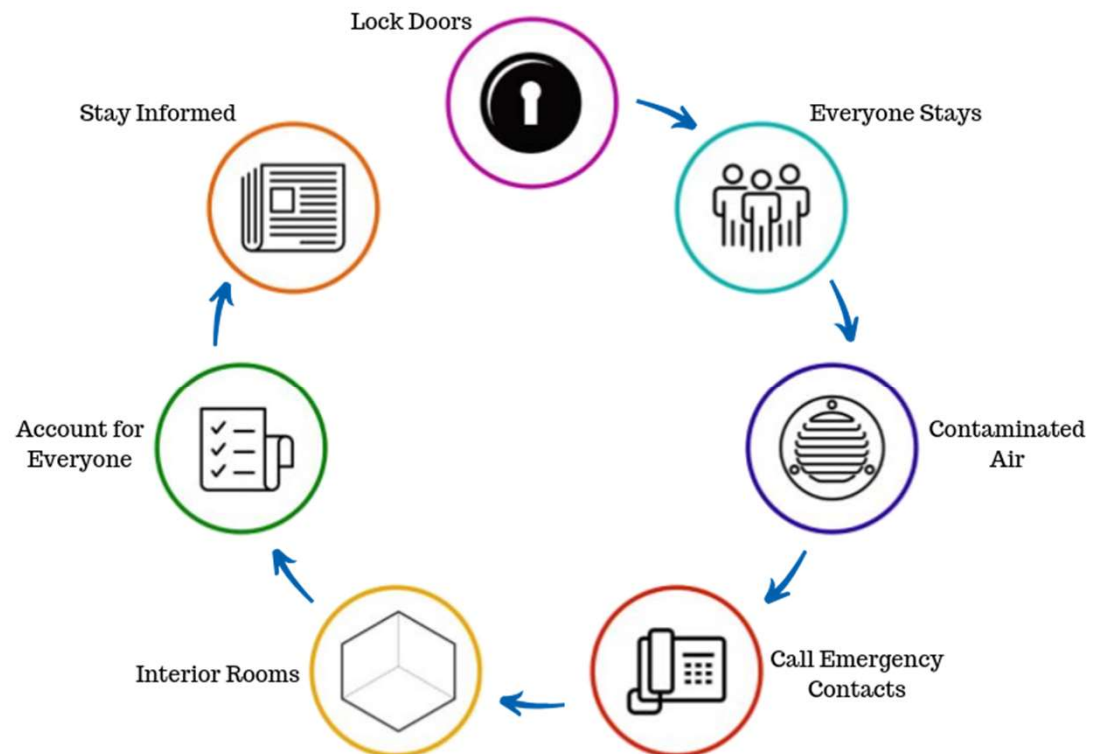 Lock Doors
Everyone Stays
Contaminated
Air
Call Emergency
Contacts
Interior Rooms
Account for
Everyone
Stay Informed